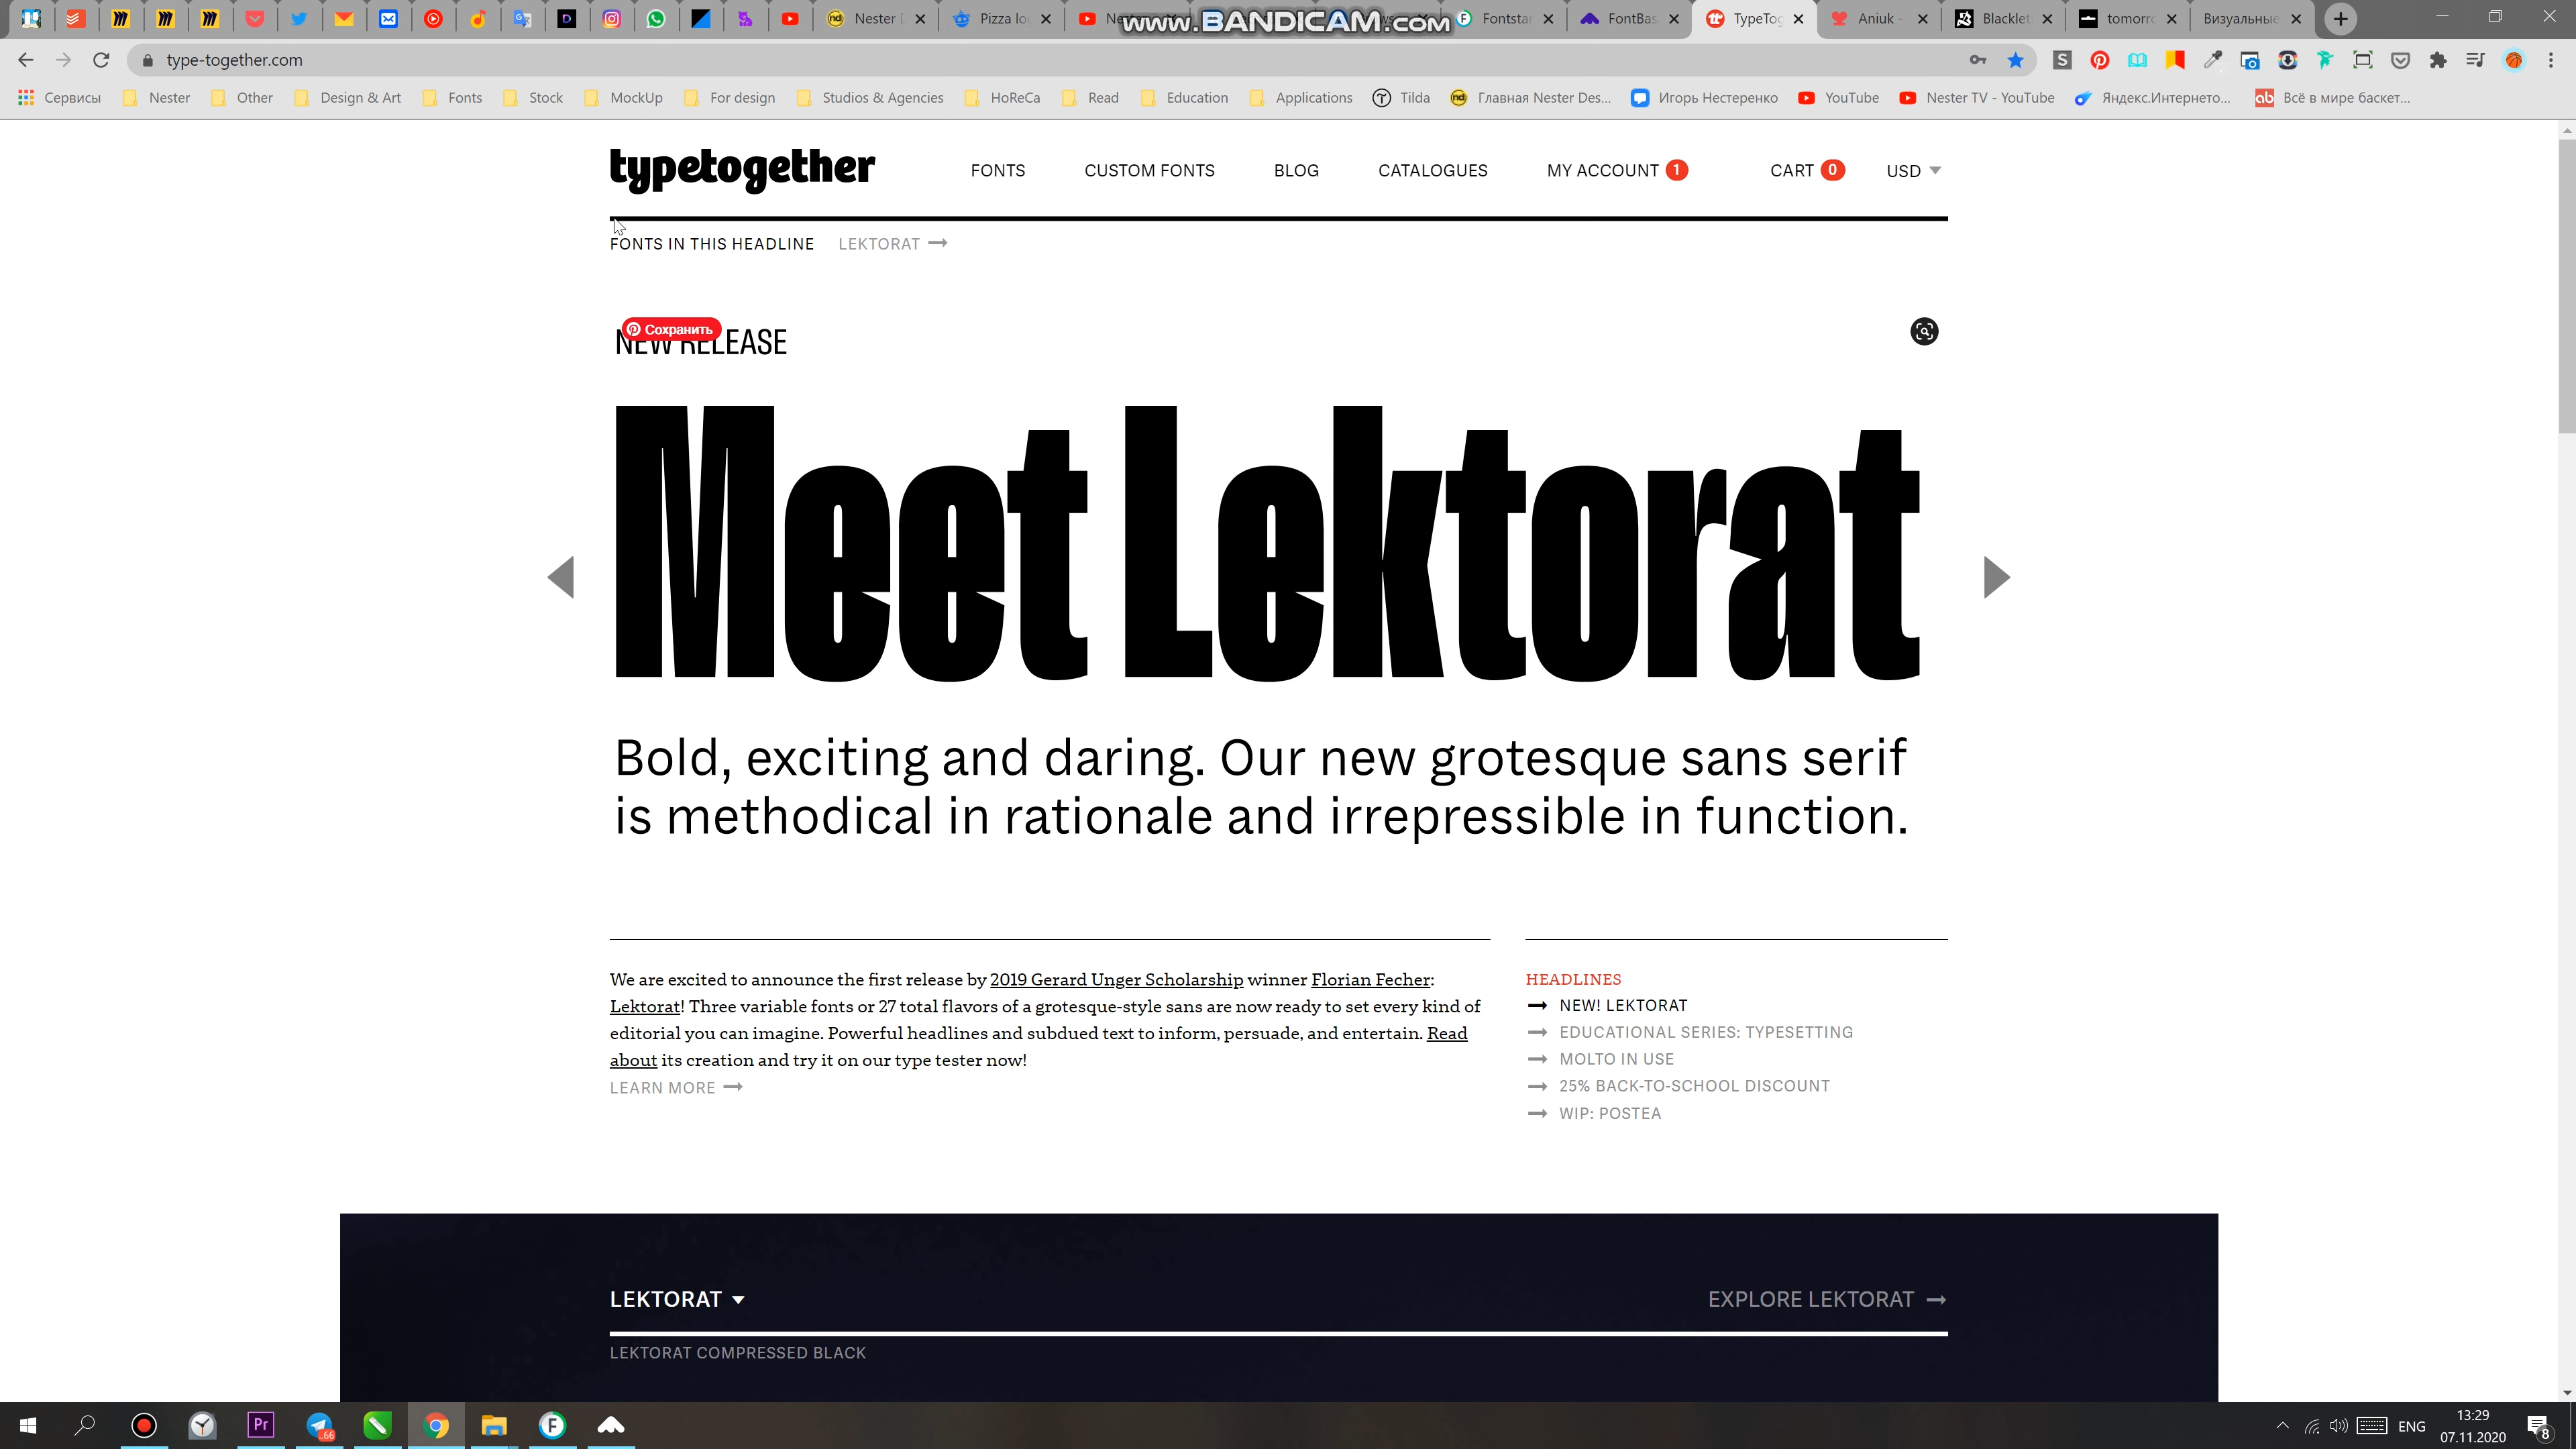 Nester D
Pizza lo
Ne
www.BANDICAM.com
Fontsta
FontBas
TypeTog
Aniuk -
Blacklet
tomorro
Визуальные
type-together.com
Сервисы
Nester
Other
Design & Art
Fonts
Stock
MockUp
For design
Studios & Agencies
HoReCa
Read
Education
Applications
Tilda
Главная Nester Des...
Игорь Нестеренко
YouTube
Nester TV - YouTube
Яндекс.Интернето...
Всё в мире баскет...
typetogether
FONTS
CUSTOM FONTS
BLOG
CATALOGUES
MY ACCOUNT 1
CART 0
USD
FONTS IN THIS HEADLINE
LEKTORAT
Сохранить
NEW RELEASE
Meet Lektorat
Bold, exciting and daring. Our new grotesque sans serif
is methodical in rationale and irrepressible in function.
We are excited to announce the first release by 2019 Gerard Unger Scholarship winner Florian Fecher:
Lektorat! Three variable fonts or 27 total flavors of a grotesque-style sans are now ready to set every kind of
editorial you can imagine. Powerful headlines and subdued text to inform, persuade, and entertain. Read
about its creation and try it on our type tester now!
LEARN MORE
HEADLINES
NEW! LEKTORAT
EDUCATIONAL SERIES: TYPESETTING
MOLTO IN USE
25% BACK-TO-SCHOOL DISCOUNT
WIP: POSTEA
LEKTORAT
EXPLORE LEKTORAT
LEKTORAT COMPRESSED BLACK
Pr
66
F
ENG
13:29
07.11.2020
8